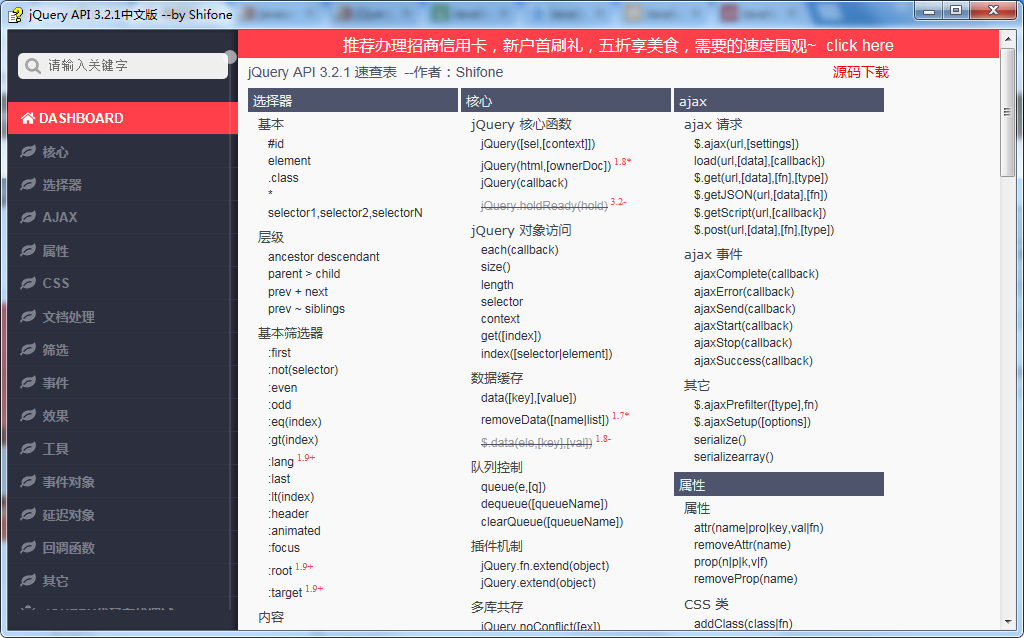 jQuery API 3.2.1中文版 --by Shifone
请输入关键字
DASHBOARD
核心
选择器
AJAX
属性
CSS
文档处理
筛选
事件
效果
工具
事件对象
延迟对象
回调函数
其它
推荐办理招商信用卡，新户首刷礼，五折享美食，需要的速度围观~ click here
jQuery API 3.2.1 速查表 --作者：Shifone
源码下载
选择器
基本
#id
element
.class
*
selector1,selector2,selectorN
层级
ancestor descendant
parent > child
prev + next
prev ~ siblings
基本筛选器
:first
:not(selector)
:even
:odd
:eq(index)
:gt(index)
:lang 1.9+
:last
:lt(index)
:header
:animated
:focus
:root 1.9+
:target 1.9+
内容
核心
jQuery 核心函数
jQuery([sel,[context]])
jQuery(html,[ownerDoc]) 1.8*
jQuery(callback)
jQuery.holdReady(hold) 3.2-
jQuery 对象访问
each(callback)
size()
length
selector
context
get([index])
index([selector|element])
数据缓存
data([key],[value])
removeData([name|list]) 1.7*
$.data(ele,[key],[val]) 1.8-
队列控制
queue(e,[q])
dequeue([queueName])
clearQueue([queueName])
插件机制
jQuery.fn.extend(object)
jQuery.extend(object)
多库共存
jQuery.noConflict([ex])
ajax
ajax 请求
$.ajax(url,[settings])
load(url,[data],[callback])
$.get(url,[data],[fn],[type])
$.getJSON(url,[data],[fn])
$.getScript(url,[callback])
$.post(url,[data],[fn],[type])
ajax 事件
ajaxComplete(callback)
ajaxError(callback)
ajaxSend(callback)
ajaxStart(callback)
ajaxStop(callback)
ajaxSuccess(callback)
其它
$.ajaxPrefilter([type],fn)
$.ajaxSetup([options])
serialize()
serializearray()
属性
属性
attr(name|pro|key,val|fn)
removeAttr(name)
prop(n|p|k,v|f)
removeProp(name)
CSS 类
addClass(class|fn)